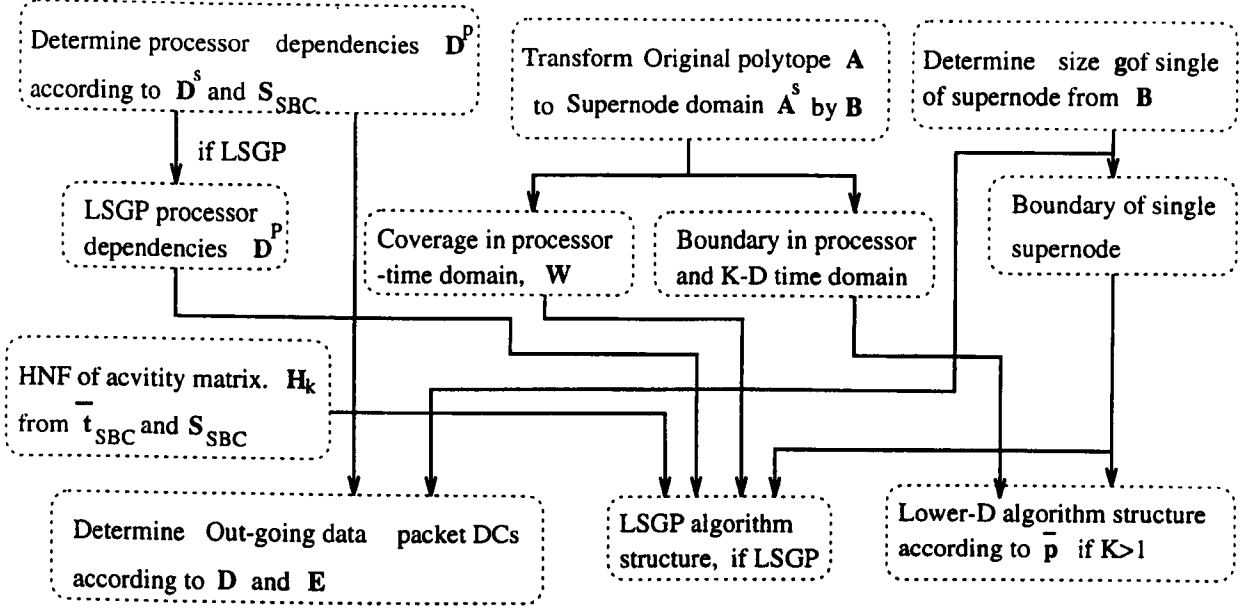 Determine processor dependencies D^p
according to D^s and S_SBC
Transform Original polytope A
to Supernode domain A^s by B
Determine size gof single
of supernode from B
if LSGP
LSGP processor
dependencies D^P
Coverage in processor
-time domain, W
Boundary in processor
and K-D time domain
Boundary of single
supernode
HNF of acvitity matrix. H_k
from t̅_SBC and S_SBC
Determine Out-going data packet DCs
according to D and E
LSGP algorithm
structure, if LSGP
Lower-D algorithm structure
according to p̅ if K>1